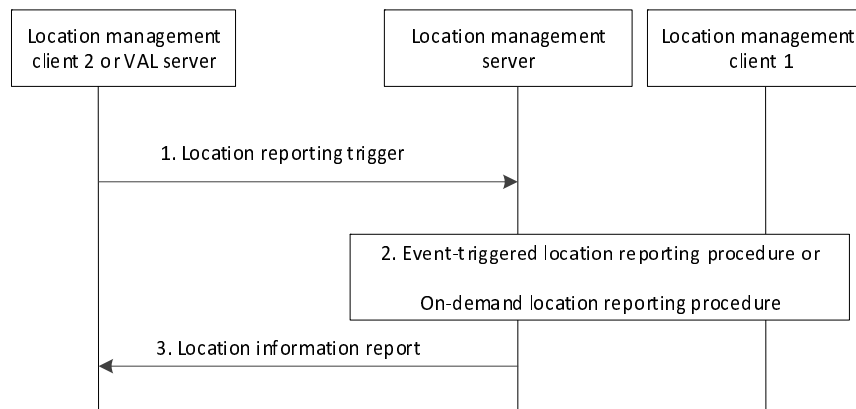 Location management
client 2 or VAL server
Location management
server
Location management
client 1
1. Location reporting trigger
2. Event-triggered location reporting procedure or
On-demand location reporting procedure
3. Location information report